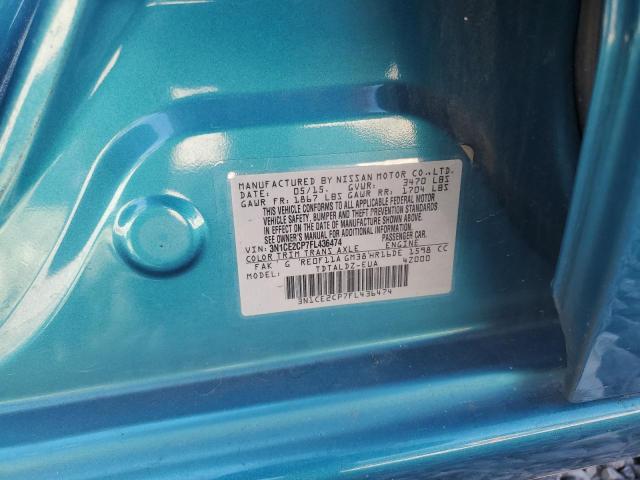 MANUFACTURED BY NISSAN MOTOR CO.,LTD.
DATE: 05/15. GVWR: 3470 LBS
GAWR FR: 1867 LBS GAWR RR: 1704 LBS
THIS VEHICLE CONFORMS TO ALL APPLICABLE FEDERAL MOTOR
VEHICLE SAFETY, BUMPER AND THEFT PREVENTION STANDARDS
IN EFFECT ON THE DATE OF MANUFACTURE SHOWN ABOVE.
SEE OWNER'S MANUAL FOR ADDITIONAL INFORMATION.
VIN: 3N1CE2CP7FL436474 PASSENGER CAR.
COLOR TRIM TRANS AXLE ENGINE
FAK G RE0F11A GM38 HR16DE 1598 CC
TDTALDZ-EUA 4Z000
3N1CE2CP7FL436474